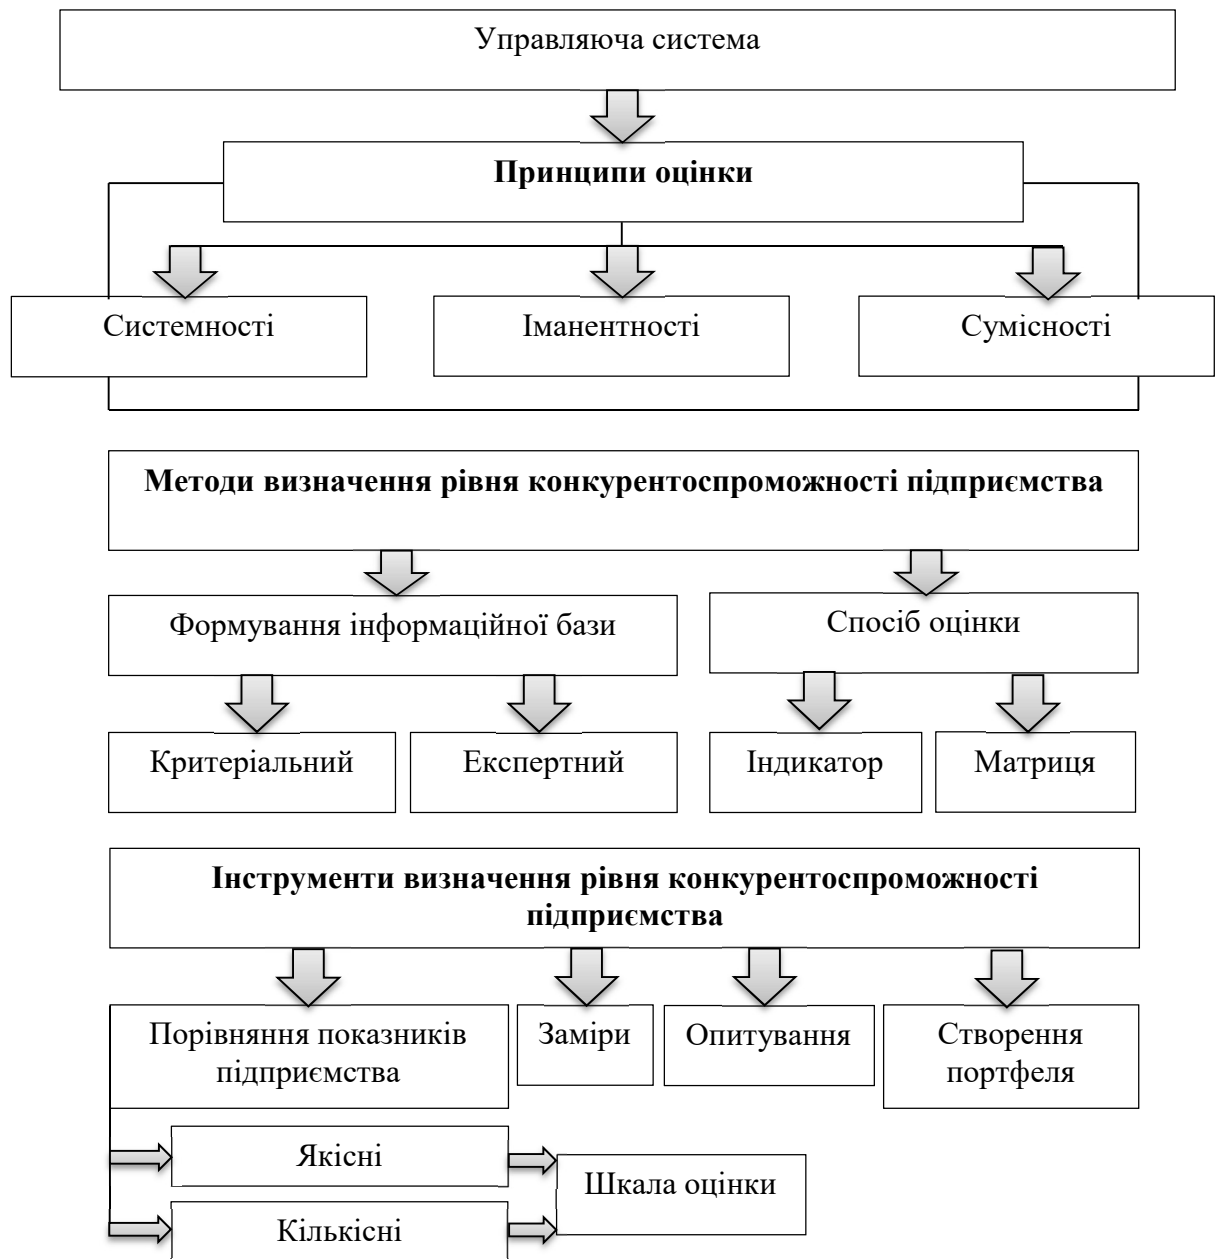 Управляюча система
Принципи оцінки
Системності
Іманентності
Сумісності
Методи визначення рівня конкурентоспроможності підприємства
Формування інформаційної бази
Спосіб оцінки
Критеріальний
Експертний
Індикатор
Матриця
Інструменти визначення рівня конкурентоспроможності
підприємства
Порівняння показників
підприємства
Заміри
Опитування
Створення
портфеля
Якісні
Шкала оцінки
Кількісні